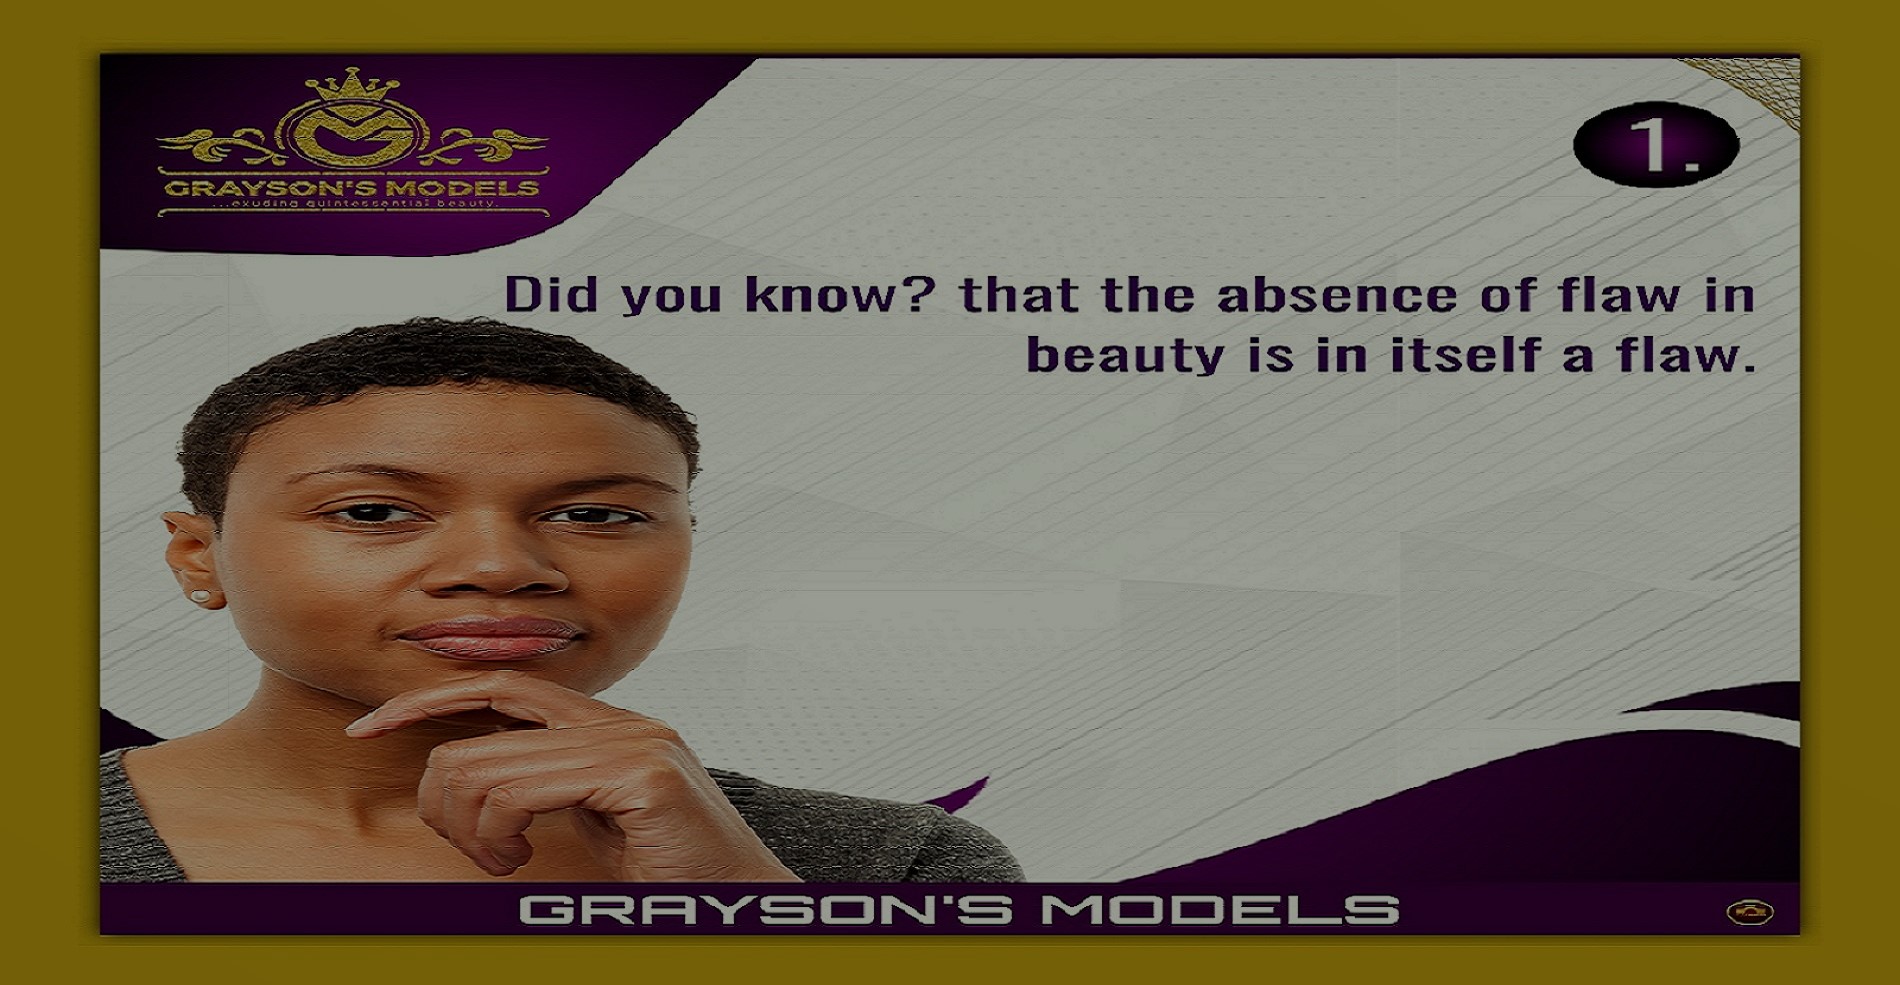 GRAYSON'S MODELS
...exuding quintessential beauty.
1.
Did you know? that the absence of flaw in
beauty is in itself a flaw.
GRAYSON'S MODELS